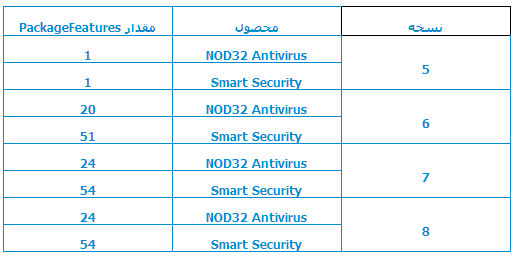 نسخه	محصول	مقدار PackageFeatures
5	NOD32 Antivirus	1
Smart Security	1
6	NOD32 Antivirus	20
Smart Security	51
7	NOD32 Antivirus	24
Smart Security	54
8	NOD32 Antivirus	24
Smart Security	54